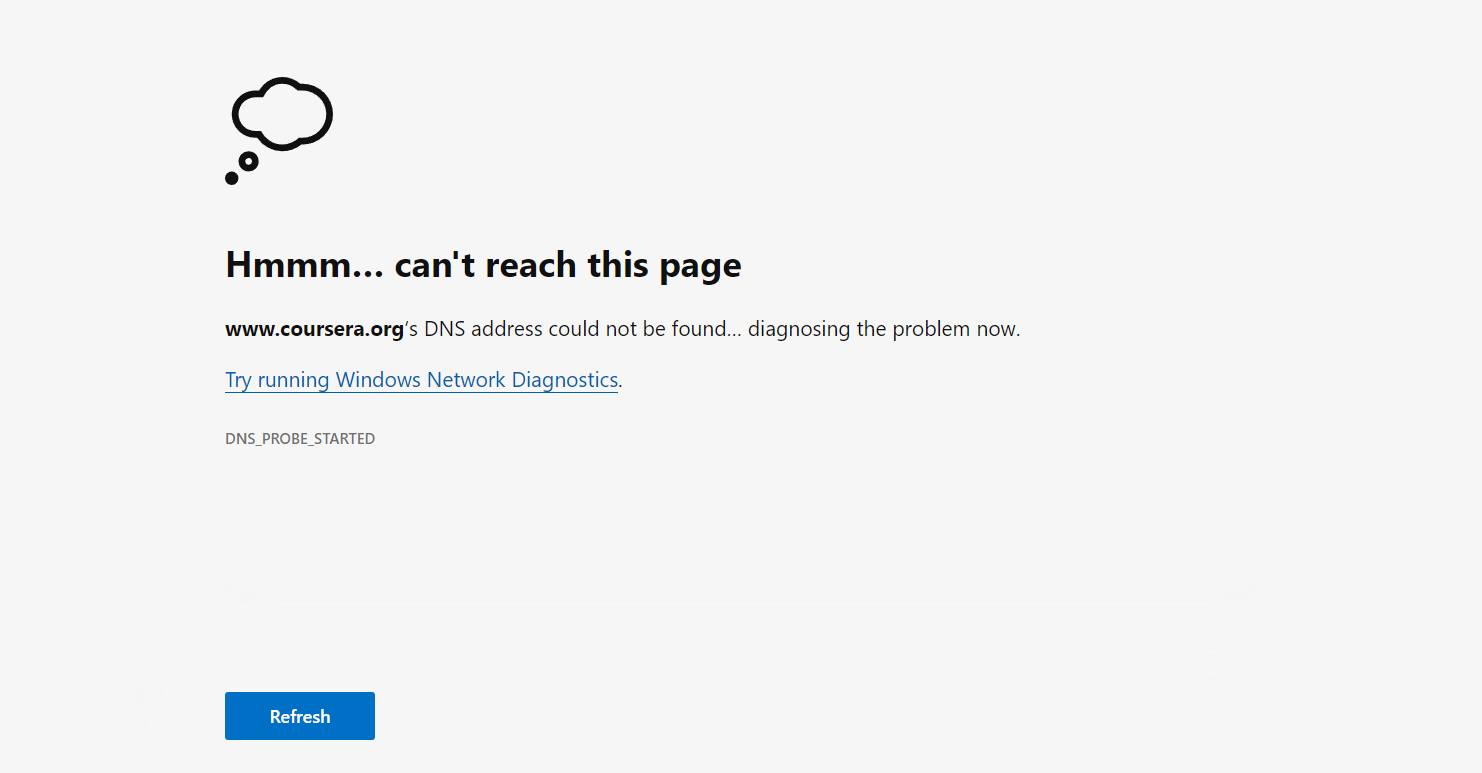 Hmmm... can't reach this page
www.coursera.org's DNS address could not be found... diagnosing the problem now.
Try running Windows Network Diagnostics.
DNS_PROBE_STARTED
Refresh